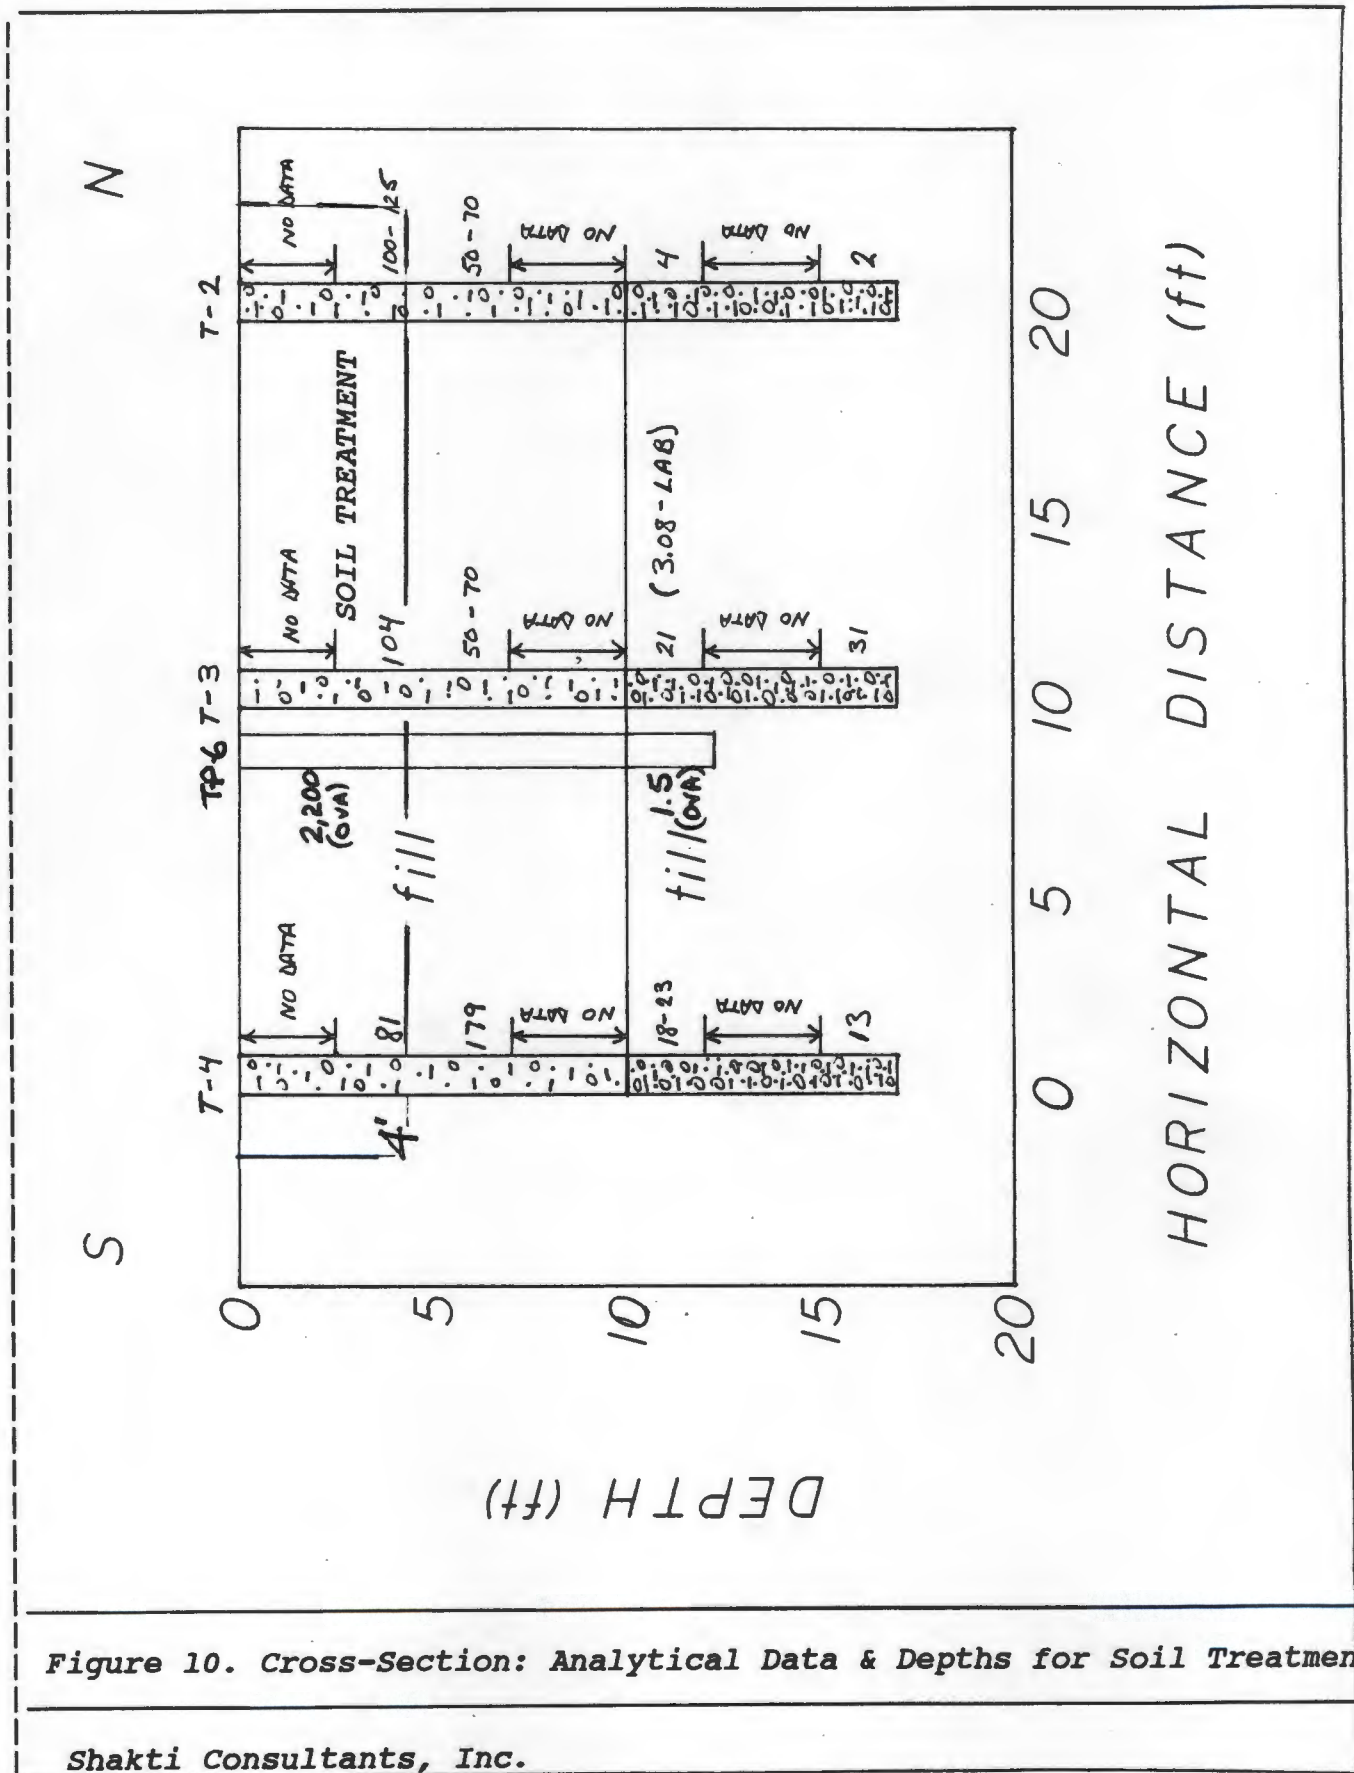 S
N
T-4
TP6
T-3
T-2
NO DATA
NO DATA
NO DATA
2,200
(OVA)
SOIL TREATMENT
4'
81
104
100-125
fill
179
50-70
50-70
NO DATA
NO DATA
NO DATA
18-23
fill
1.5
(OVA)
21
(3.08-LAB)
4
NO DATA
NO DATA
NO DATA
13
31
2
0
5
10
15
20
DEPTH (ft)
0
5
10
15
20
HORIZONTAL DISTANCE (ft)
Figure 10. Cross-Section: Analytical Data & Depths for Soil Treatmen
Shakti Consultants, Inc.